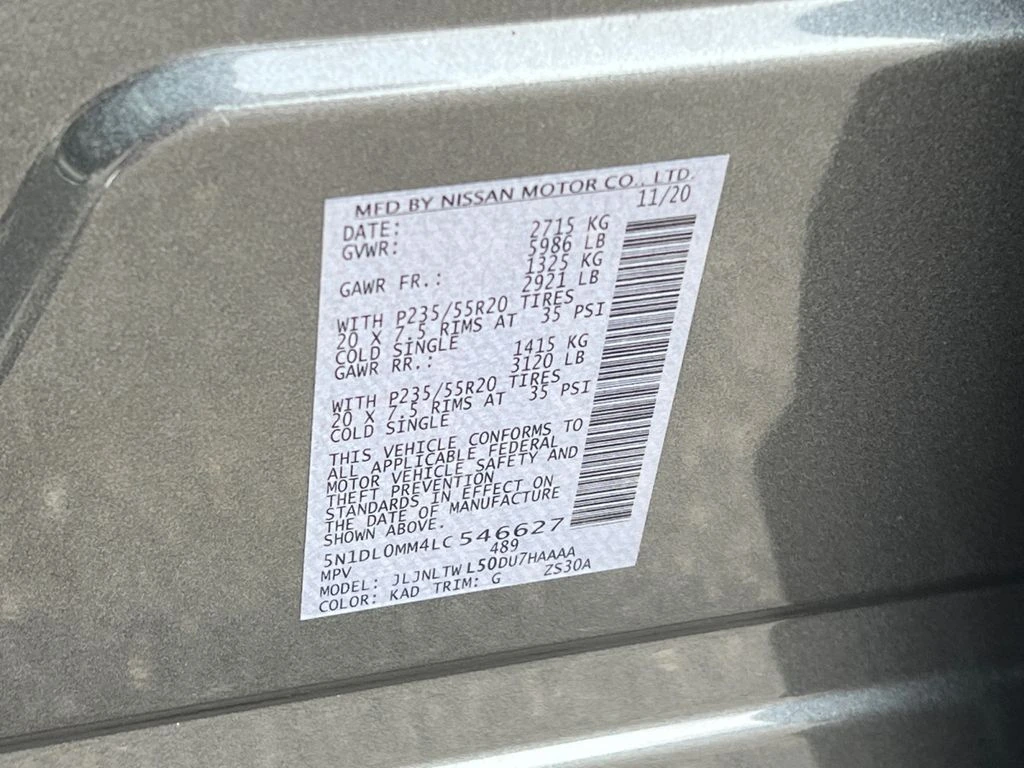 MFD BY NISSAN MOTOR CO., LTD.
DATE: 11/20
GVWR: 2715 KG
5986 LB
GAWR FR.: 1325 KG
2921 LB
WITH P235/55R20 TIRES
20 X 7.5 RIMS AT 35 PSI
COLD SINGLE
GAWR RR.: 1415 KG
3120 LB
WITH P235/55R20 TIRES
20 X 7.5 RIMS AT 35 PSI
COLD SINGLE
THIS VEHICLE CONFORMS TO
ALL APPLICABLE FEDERAL
MOTOR VEHICLE SAFETY AND
THEFT PREVENTION
STANDARDS IN EFFECT ON
THE DATE OF MANUFACTURE
SHOWN ABOVE.
5N1DL0MM4LC 546627
MPV 489
MODEL: JLJNLTW L50DU7HAAAA
COLOR: KAD TRIM: G ZS30A